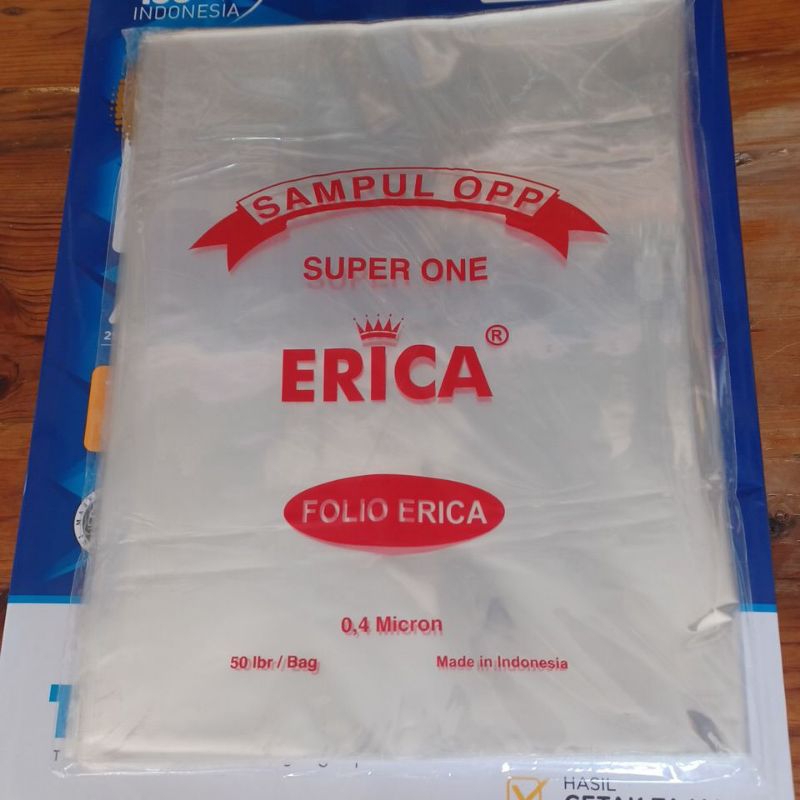 INDONESIA
SAMPUL OPP
SUPER ONE
ERICA®
FOLIO ERICA
0,4 Micron
50 lbr / Bag
Made in Indonesia
HASIL